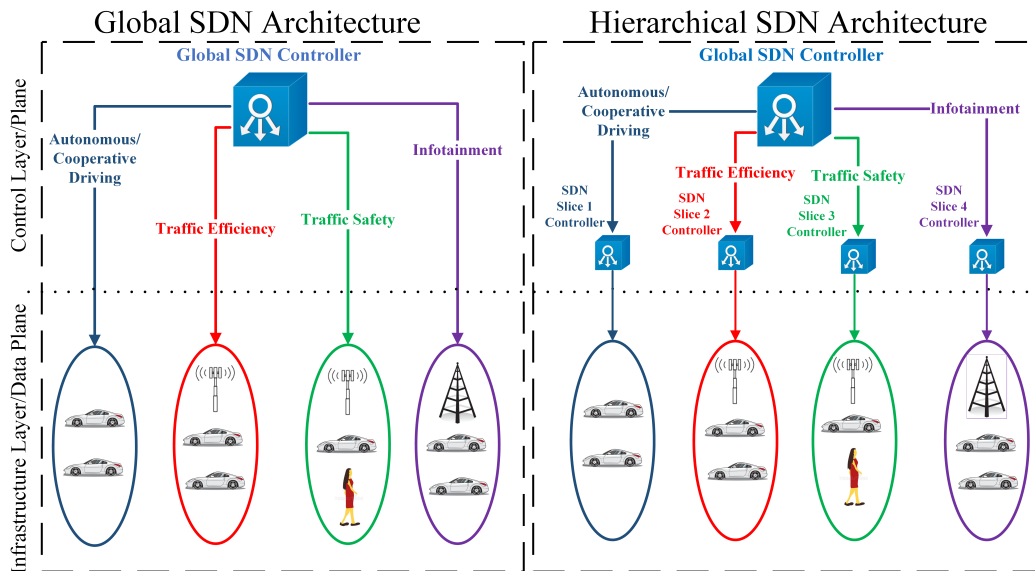 Global SDN Architecture
Hierarchical SDN Architecture
Control Layer/Plane
Infrastructure Layer/Data Plane
Global SDN Controller
Autonomous/
Cooperative
Driving
Traffic Efficiency
Traffic Safety
Infotainment
Global SDN Controller
Autonomous/
Cooperative
Driving
Traffic Efficiency
Traffic Safety
Infotainment
SDN
Slice 1
Controller
SDN
Slice 2
Controller
SDN
Slice 3
Controller
SDN
Slice 4
Controller